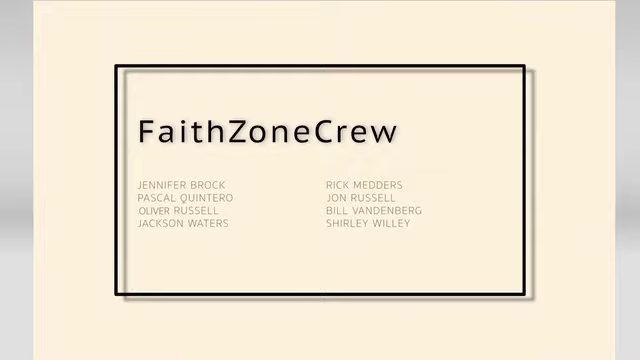 FaithZoneCrew
JENNIFER BROCK
PASCAL QUINTERO
OLIVER RUSSELL
JACKSON WATERS
RICK MEDDERS
JON RUSSELL
BILL VANDENBERG
SHIRLEY WILLEY